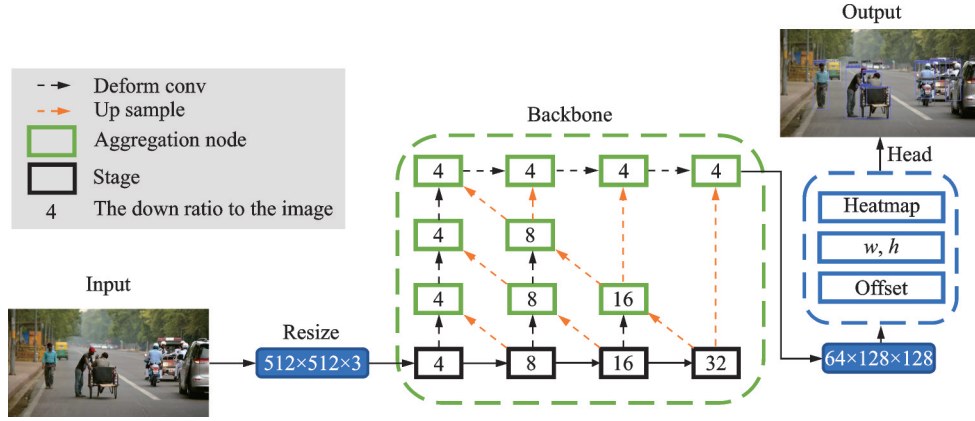 Output
Deform conv
Up sample
Aggregation node
Stage
4 The down ratio to the image
Backbone
Head
4 4 4 4
Heatmap
4 8
w, h
Input
4 8 16
Offset
Resize
512×512×3
4 8 16 32
64×128×128